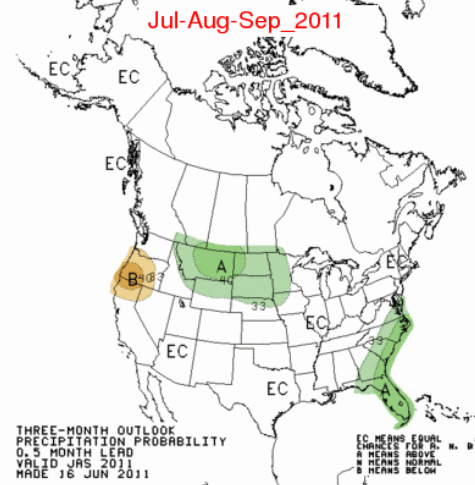 Jul-Aug-Sep_2011
EC
EC
EC
A
40
B
40
33
33
EC
EC
33
EC
EC
A
THREE-MONTH OUTLOOK
PRECIPITATION PROBABILITY
0.5 MONTH LEAD
VALID JAS 2011
MADE 16 JUN 2011
EC MEANS EQUAL
CHANCES FOR A, N, B
A MEANS ABOVE
N MEANS NORMAL
B MEANS BELOW